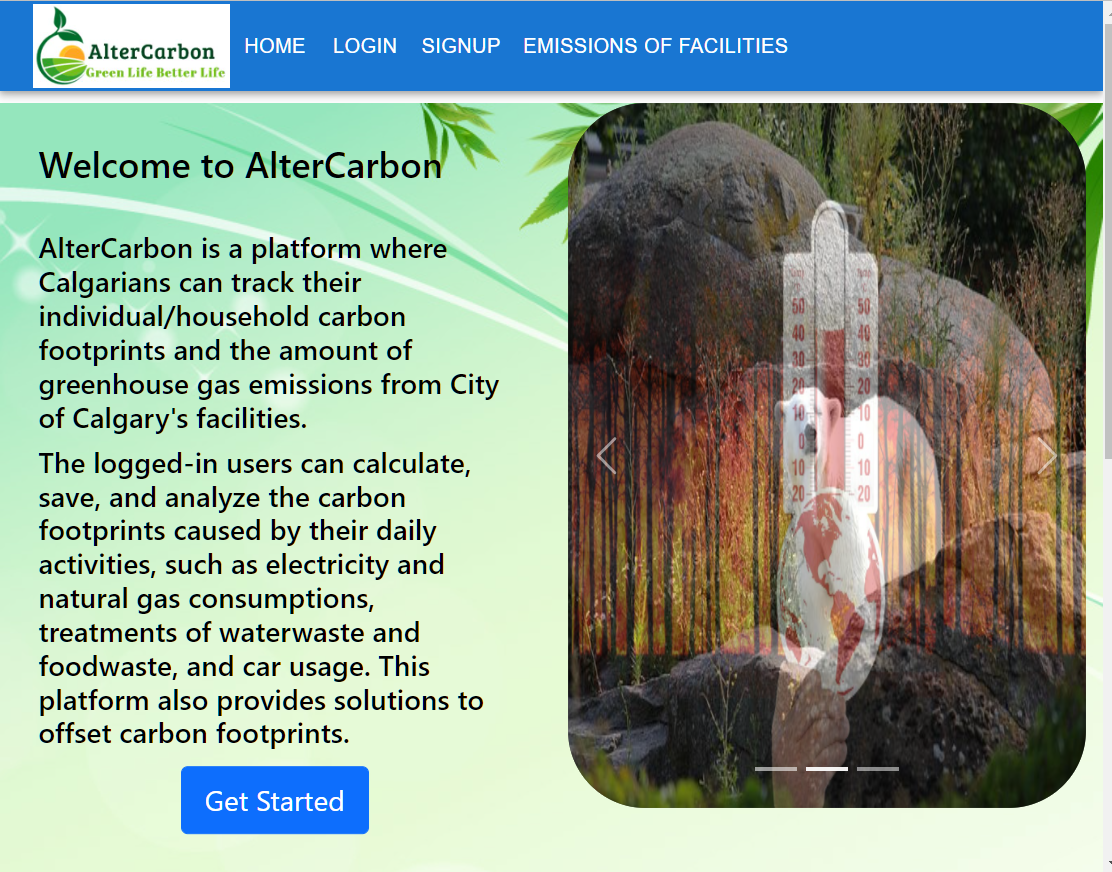 AlterCarbon
Green Life Better Life
HOME LOGIN SIGNUP EMISSIONS OF FACILITIES
Welcome to AlterCarbon
AlterCarbon is a platform where
Calgarians can track their
individual/household carbon
footprints and the amount of
greenhouse gas emissions from City
of Calgary's facilities.
The logged-in users can calculate,
save, and analyze the carbon
footprints caused by their daily
activities, such as electricity and
natural gas consumptions,
treatments of waterwaste and
foodwaste, and car usage. This
platform also provides solutions to
offset carbon footprints.
Get Started
50 50
40 40
30 30
20 20
10 10
0 0
10 10
20 20